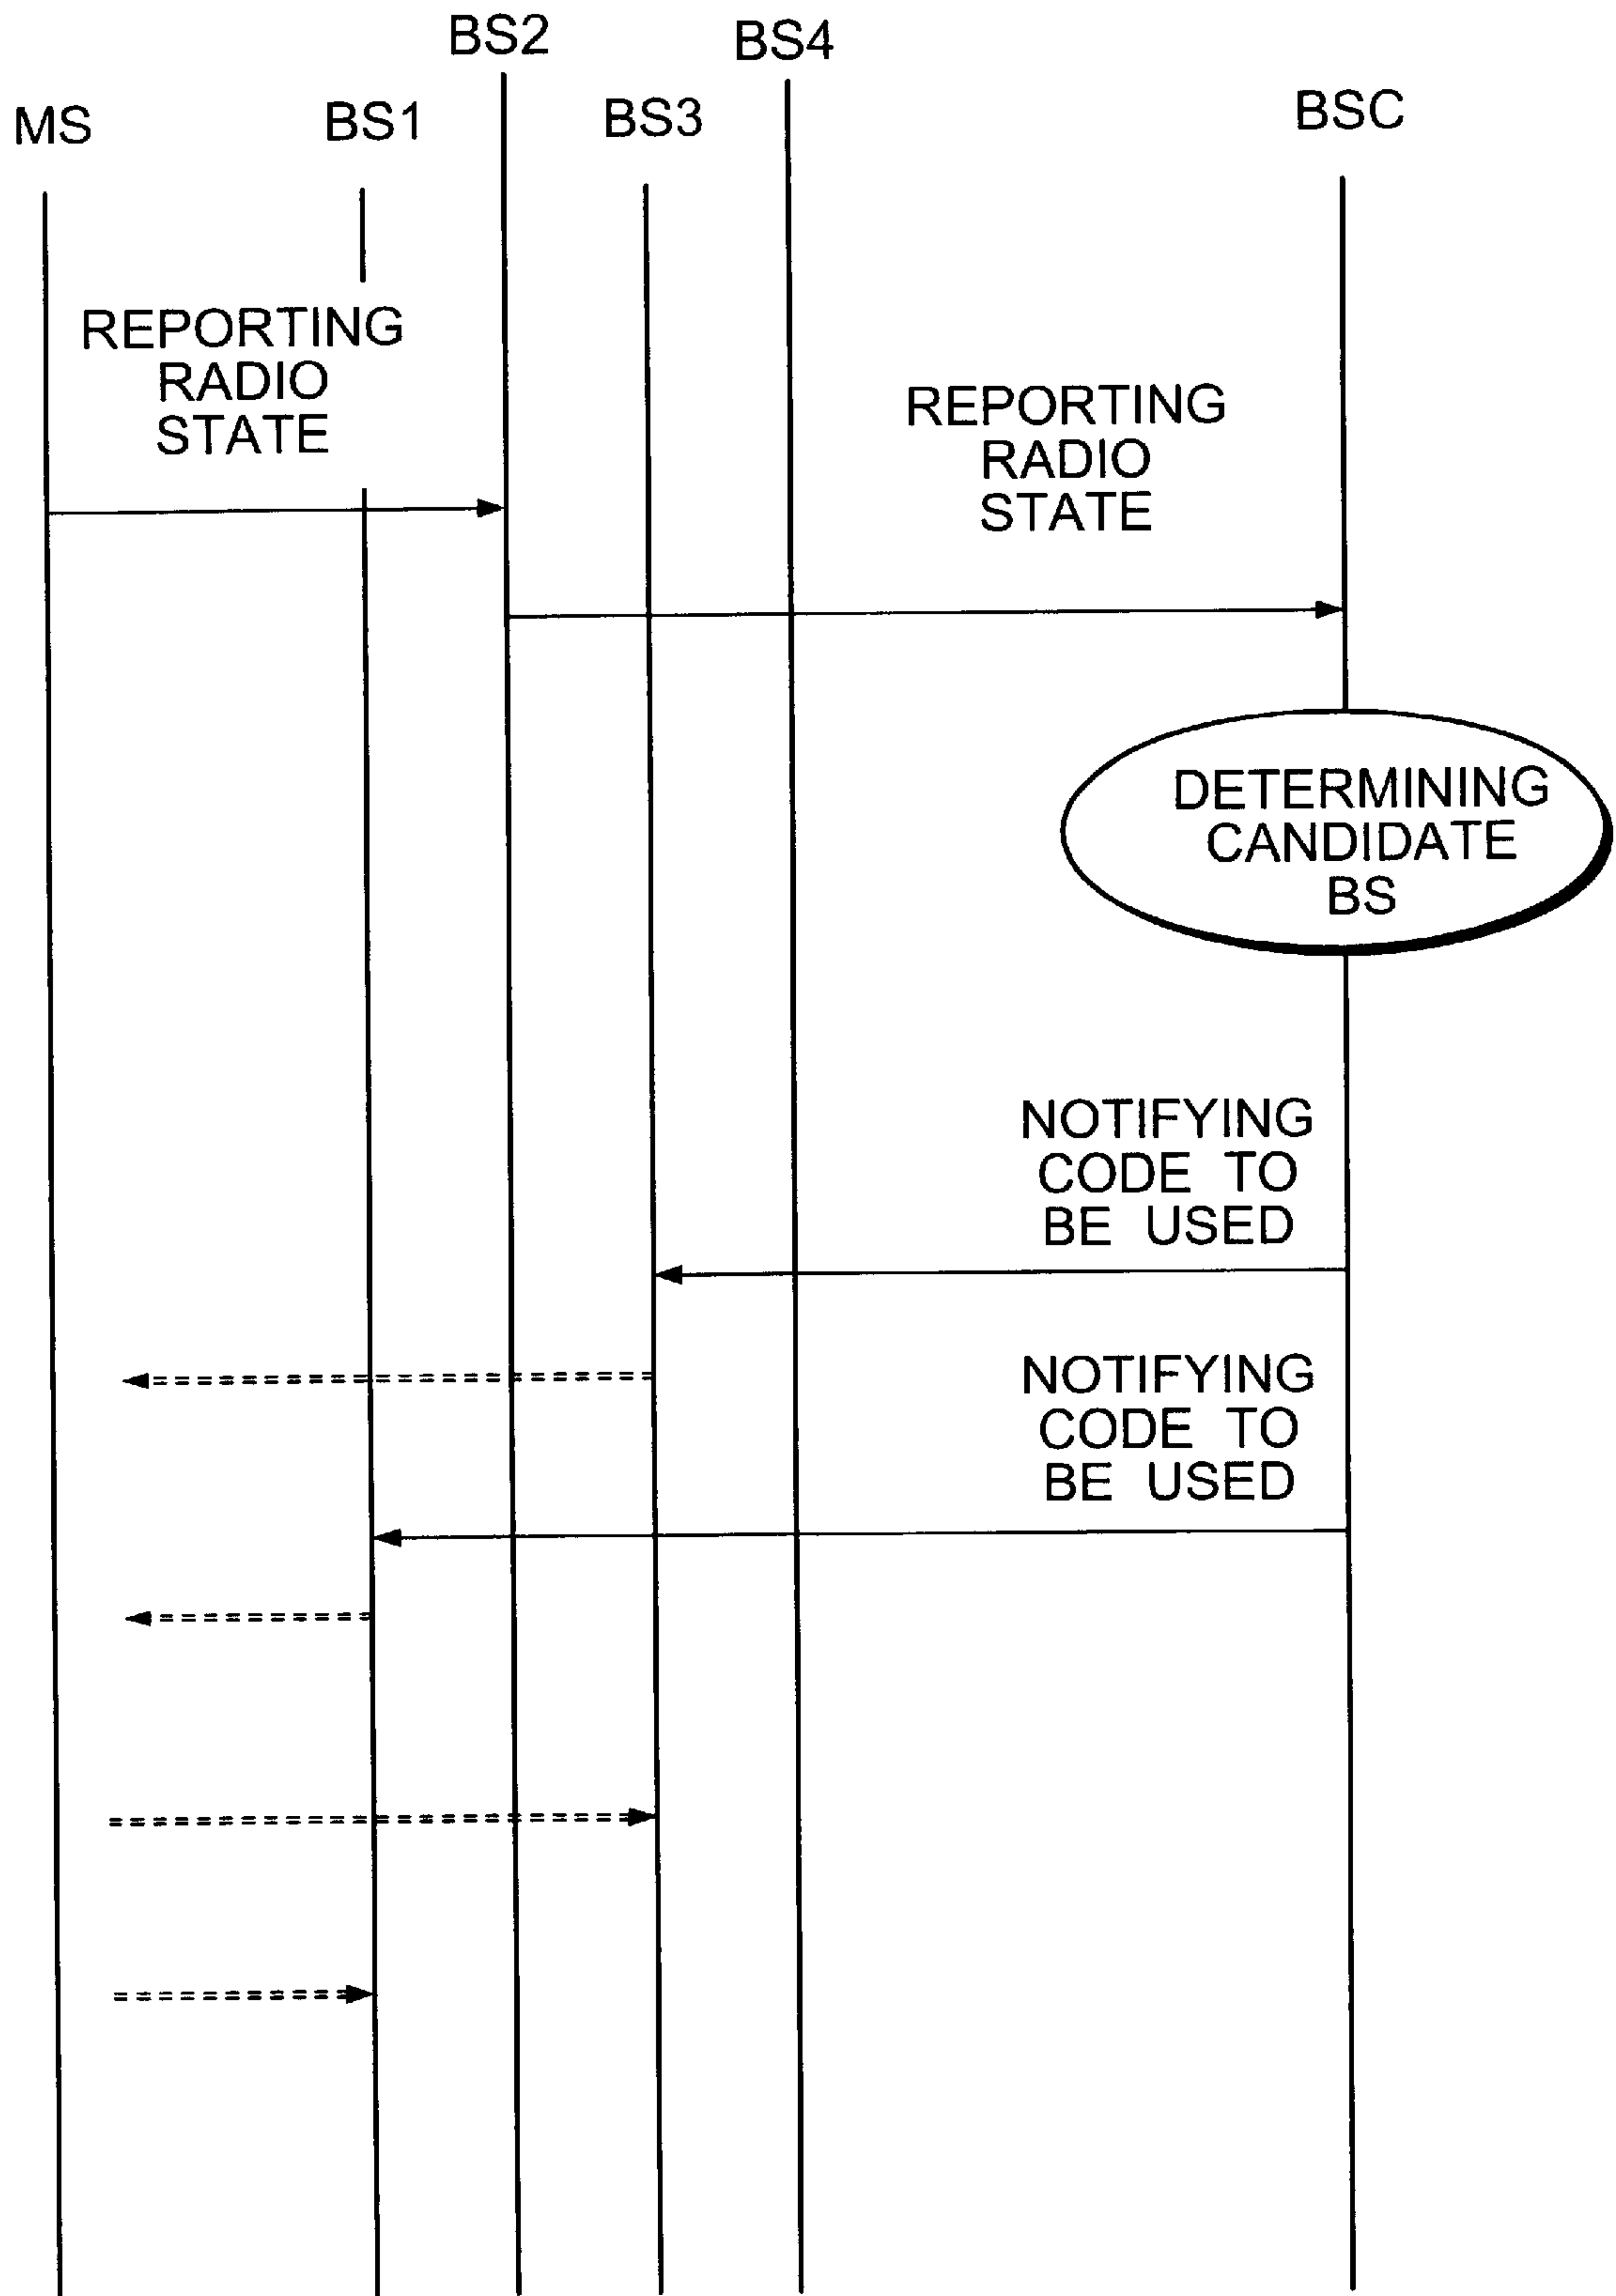 BS2
BS4
MS
BS1
BS3
BSC
REPORTING
RADIO
STATE
REPORTING
RADIO
STATE
DETERMINING
CANDIDATE
BS
NOTIFYING
CODE TO
BE USED
NOTIFYING
CODE TO
BE USED